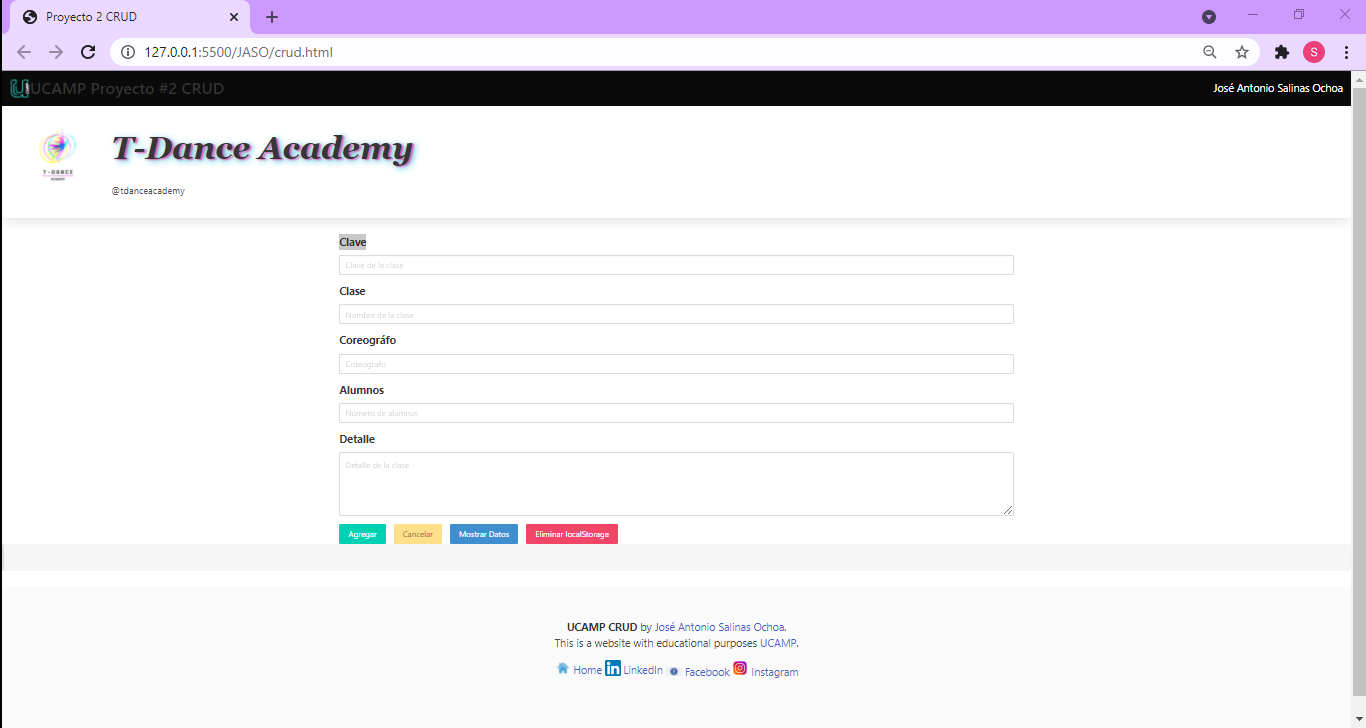 Proyecto 2 CRUD
127.0.0.1:5500/JASO/crud.html
S
UCAMP Proyecto #2 CRUD
José Antonio Salinas Ochoa
T-DANCE
ACADEMY
T-Dance Academy
@tdanceacademy
Clave
Clave de la clase
Clase
Nombre de la clase
Coreográfo
Coreografo
Alumnos
Número de alumnos
Detalle
Detalle de la clase
Agregar Cancelar Mostrar Datos Eliminar localStorage
UCAMP CRUD by José Antonio Salinas Ochoa.
This is a website with educational purposes UCAMP.
Home LinkedIn Facebook Instagram